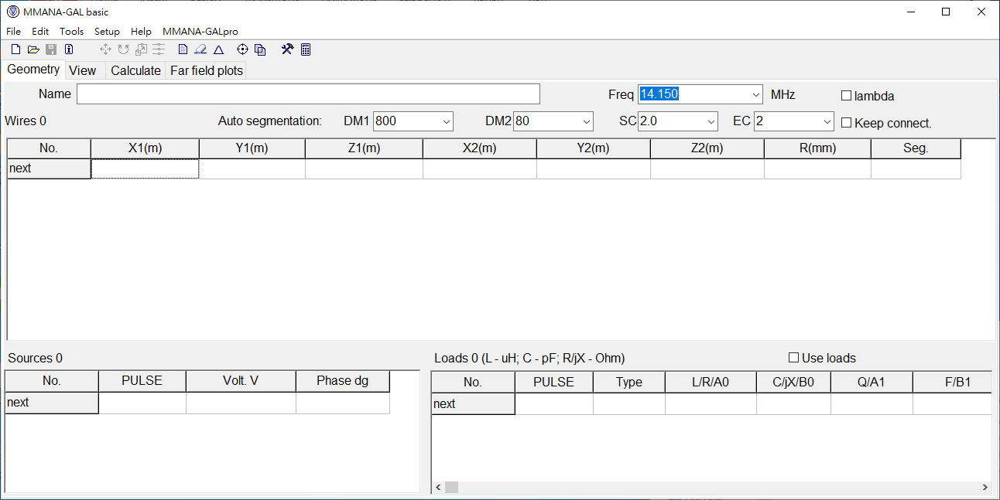 MMANA-GAL basic
File Edit Tools Setup Help MMANA-GALpro
Geometry View Calculate Far field plots
Name Freq 14.150 MHz lambda
Wires 0 Auto segmentation: DM1 800 DM2 80 SC 2.0 EC 2 Keep connect.
No. X1(m) Y1(m) Z1(m) X2(m) Y2(m) Z2(m) R(mm) Seg.
next
Sources 0
No. PULSE Volt. V Phase dg
next
Loads 0 (L - uH; C - pF; R/jX - Ohm) Use loads
No. PULSE Type L/R/A0 C/jX/B0 Q/A1 F/B1
next